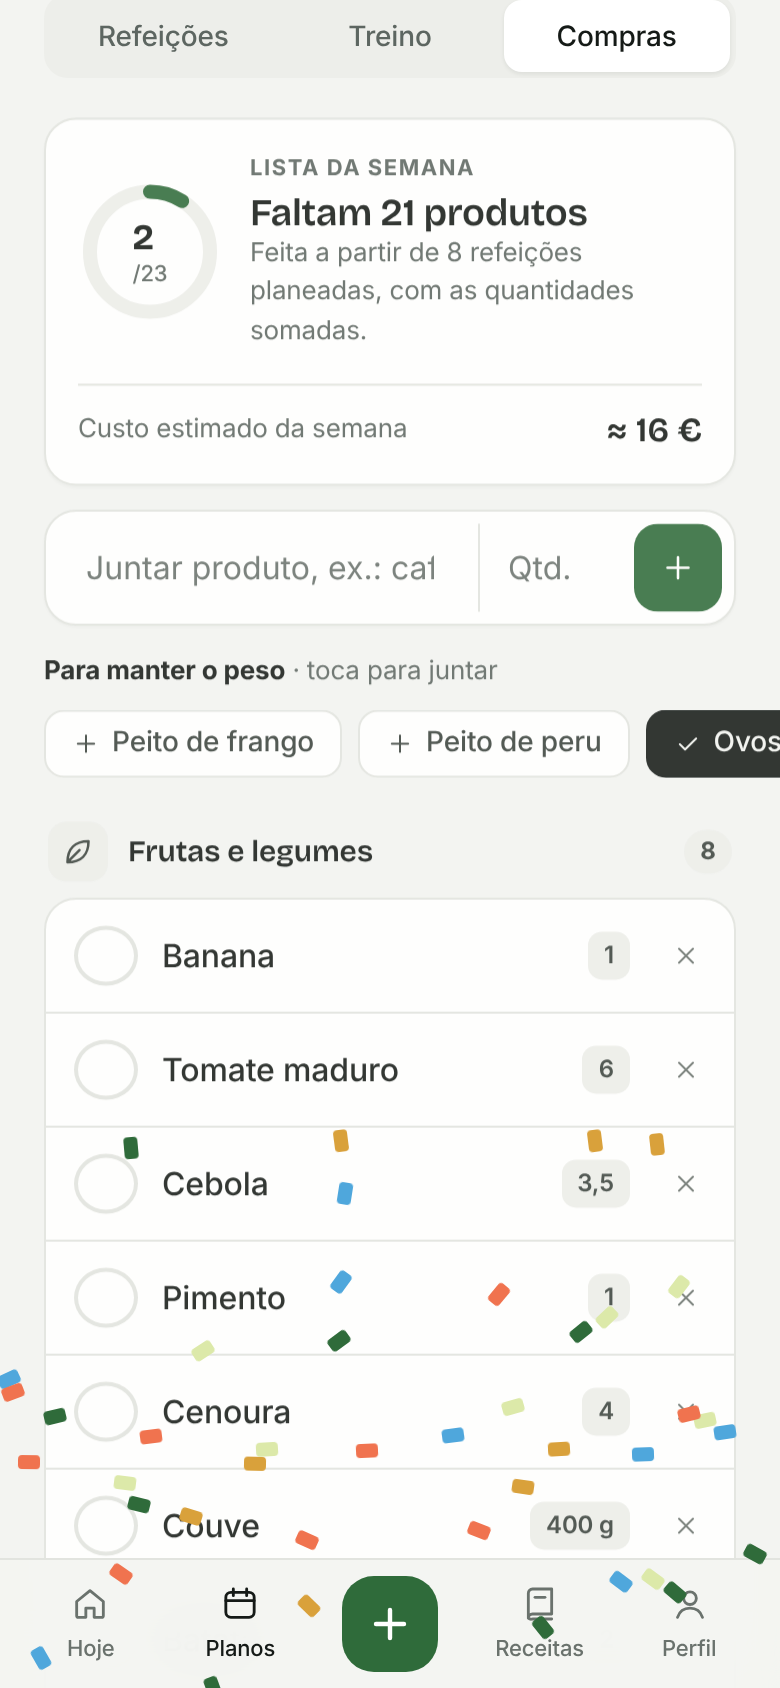 Refeições
Treino
Compras
2
/23
LISTA DA SEMANA
Faltam 21 produtos
Feita a partir de 8 refeições
planeadas, com as quantidades
somadas.
Custo estimado da semana
≈ 16 €
Juntar produto, ex.: caf
Qtd.
Para manter o peso · toca para juntar
Peito de frango
Peito de peru
Ovos
Frutas e legumes
8
Banana
1
Tomate maduro
6
Cebola
3,5
Pimento
1
Cenoura
4
Couve
400 g
Hoje
Planos
Receitas
Perfil